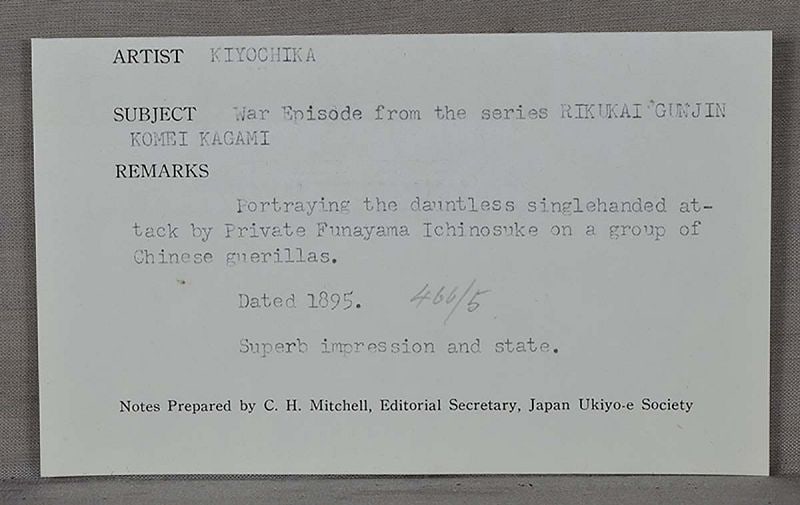 ARTIST KIYOCHIKA
SUBJECT War Episode from the series RIKUKAI GUNJIN
KOMEI KAGAMI
REMARKS
Portraying the dauntless singlehanded at-
tack by Private Funayama Ichinosuke on a group of
Chinese guerillas.
Dated 1895. 466/5
Superb impression and state.
Notes Prepared by C. H. Mitchell, Editorial Secretary, Japan Ukiyo-e Society